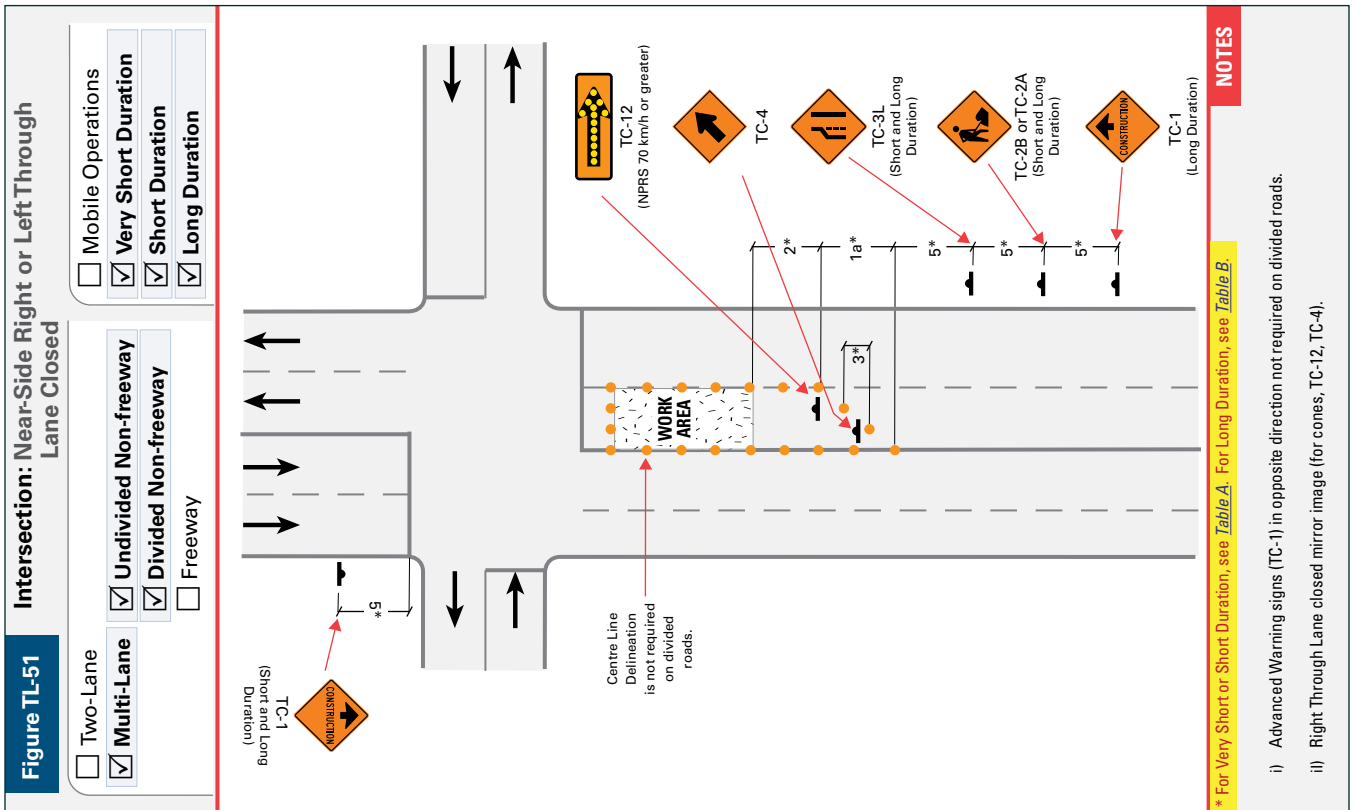 Figure TL-51
Intersection: Near-Side Right or Left Through
Lane Closed
Two-Lane
Multi-Lane
Undivided Non-freeway
Divided Non-freeway
Freeway
Mobile Operations
Very Short Duration
Short Duration
Long Duration
CONSTRUCTION
TC-1
(Short and Long
Duration)
5*
Centre Line
Delineation
is not required
on divided
roads.
WORK
AREA
TC-12
(NPRS 70 km/h or greater)
TC-4
TC-3L
(Short and Long
Duration)
TC-2B or TC-2A
(Short and Long
Duration)
CONSTRUCTION
TC-1
(Long Duration)
2*
1a*
3*
5*
5*
5*
NOTES
* For Very Short or Short Duration, see Table A. For Long Duration, see Table B.
i) Advanced Warning signs (TC-1) in opposite direction not required on divided roads.
ii) Right Through Lane closed mirror image (for cones, TC-12, TC-4).